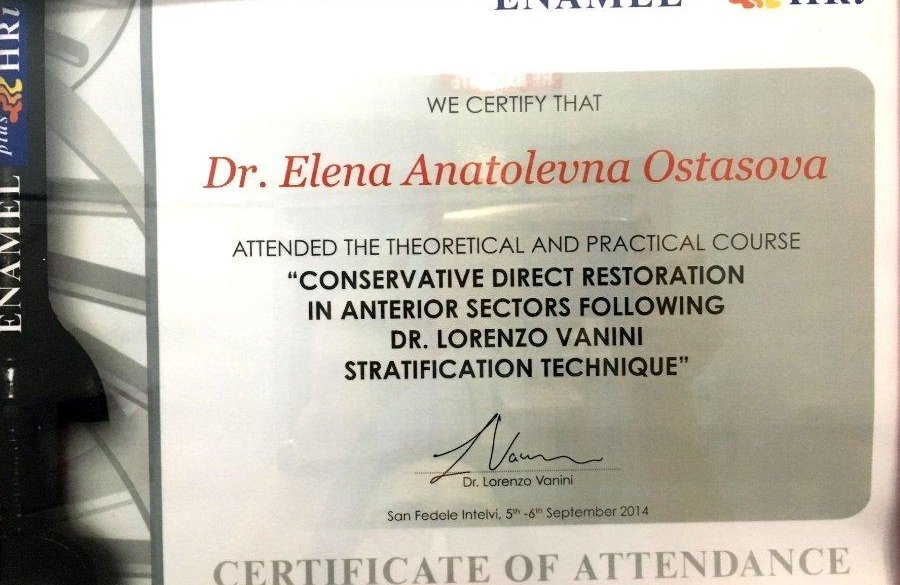 ENAMEL plus HRi
ENAMEL HRi
WE CERTIFY THAT
Dr. Elena Anatolevna Ostasova
ATTENDED THE THEORETICAL AND PRACTICAL COURSE
“CONSERVATIVE DIRECT RESTORATION
IN ANTERIOR SECTORS FOLLOWING
DR. LORENZO VANINI
STRATIFICATION TECHNIQUE”
Dr. Lorenzo Vanini
San Fedele Intelvi, 5th -6th September 2014
CERTIFICATE OF ATTENDANCE